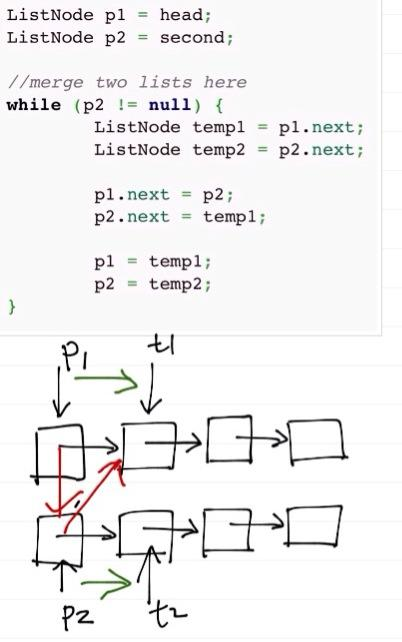 ListNode p1 = head;
ListNode p2 = second;
//merge two lists here
while (p2 != null) {
ListNode temp1 = p1.next;
ListNode temp2 = p2.next;
p1.next = p2;
p2.next = temp1;
p1 = temp1;
p2 = temp2;
}
P1 t1
P2 t2